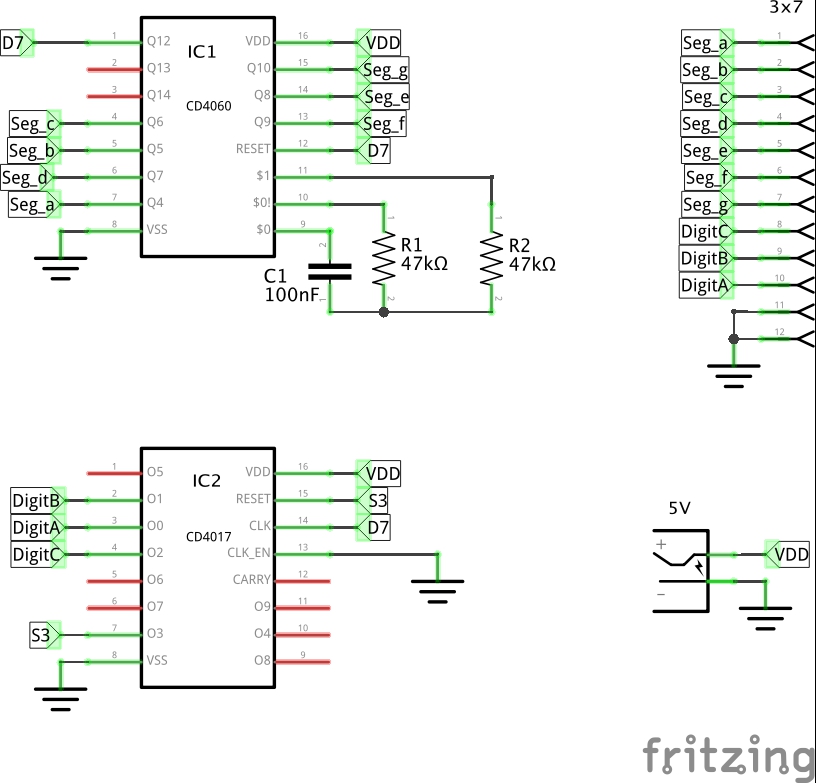 3x7
D7
1
Q12
IC1
VDD
16
VDD
Seg_a
1
2
Q13
Q10
15
Seg_g
Seg_b
2
3
Q14
CD4060
Q8
14
Seg_e
Seg_c
3
Seg_c
4
Q6
Q9
13
Seg_f
Seg_d
4
Seg_b
5
Q5
RESET
12
D7
Seg_e
5
Seg_d
6
Q7
$1
11
Seg_f
6
Seg_a
7
Q4
$0!
10
Seg_g
7
8
VSS
$0
9
1
1
DigitC
8
2
R1
47kΩ
R2
47kΩ
DigitB
9
C1
100nF
1
2
2
DigitA
10
11
12
1
O5
IC2
VDD
16
VDD
DigitB
2
O1
RESET
15
S3
5V
DigitA
3
O0
CD4017
CLK
14
D7
DigitC
4
O2
CLK_EN
13
+
VDD
5
O6
CARRY
12
6
O7
O9
11
−
S3
7
O3
O4
10
8
VSS
O8
9
fritzing